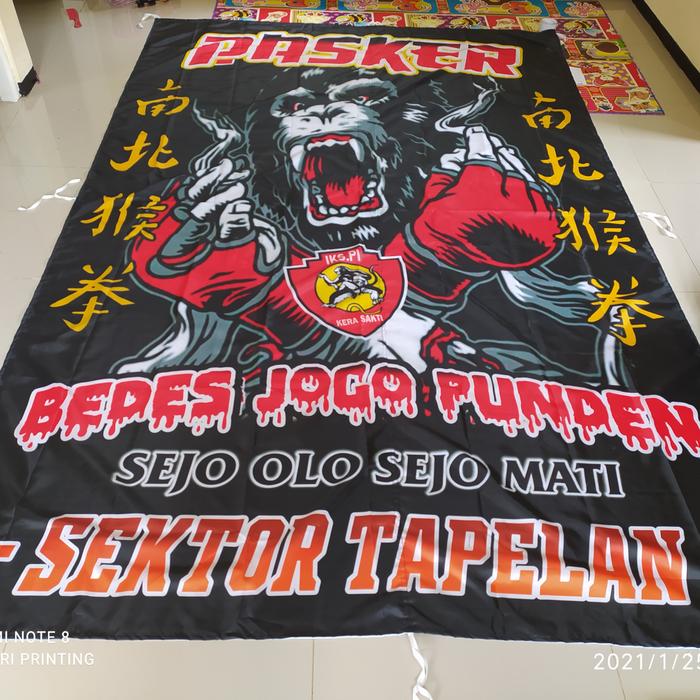 PASKER
南北猴拳
南北猴拳
IKS.PI
KERA SAKTI
BEDES JOGO PUNDEN
SEJO OLO SEJO MATI
- SEKTOR TAPELAN
MI NOTE 8
RI PRINTING
2021/1/25